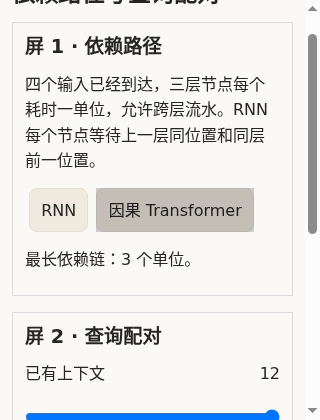 屏 1 · 依赖路径
四个输入已经到达，三层节点每个
耗时一单位，允许跨层流水。RNN
每个节点等待上一层同位置和同层
前一位置。
RNN
因果 Transformer
最长依赖链：3 个单位。
屏 2 · 查询配对
已有上下文 12